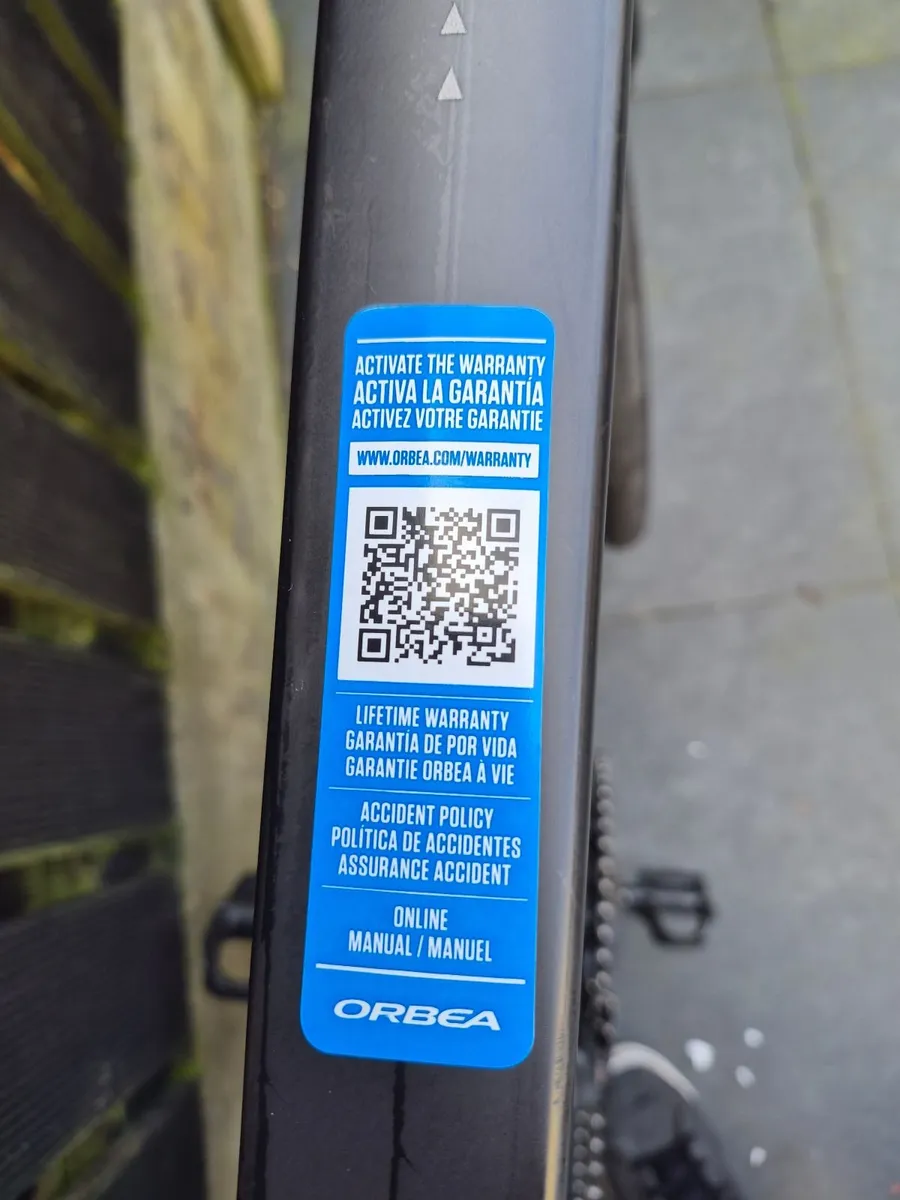 ACTIVATE THE WARRANTY
ACTIVA LA GARANTÍA
ACTIVEZ VOTRE GARANTIE
WWW.ORBEA.COM/WARRANTY
LIFETIME WARRANTY
GARANTÍA DE POR VIDA
GARANTIE ORBEA À VIE
ACCIDENT POLICY
POLÍTICA DE ACCIDENTES
ASSURANCE ACCIDENT
ONLINE
MANUAL / MANUEL
ORBEA